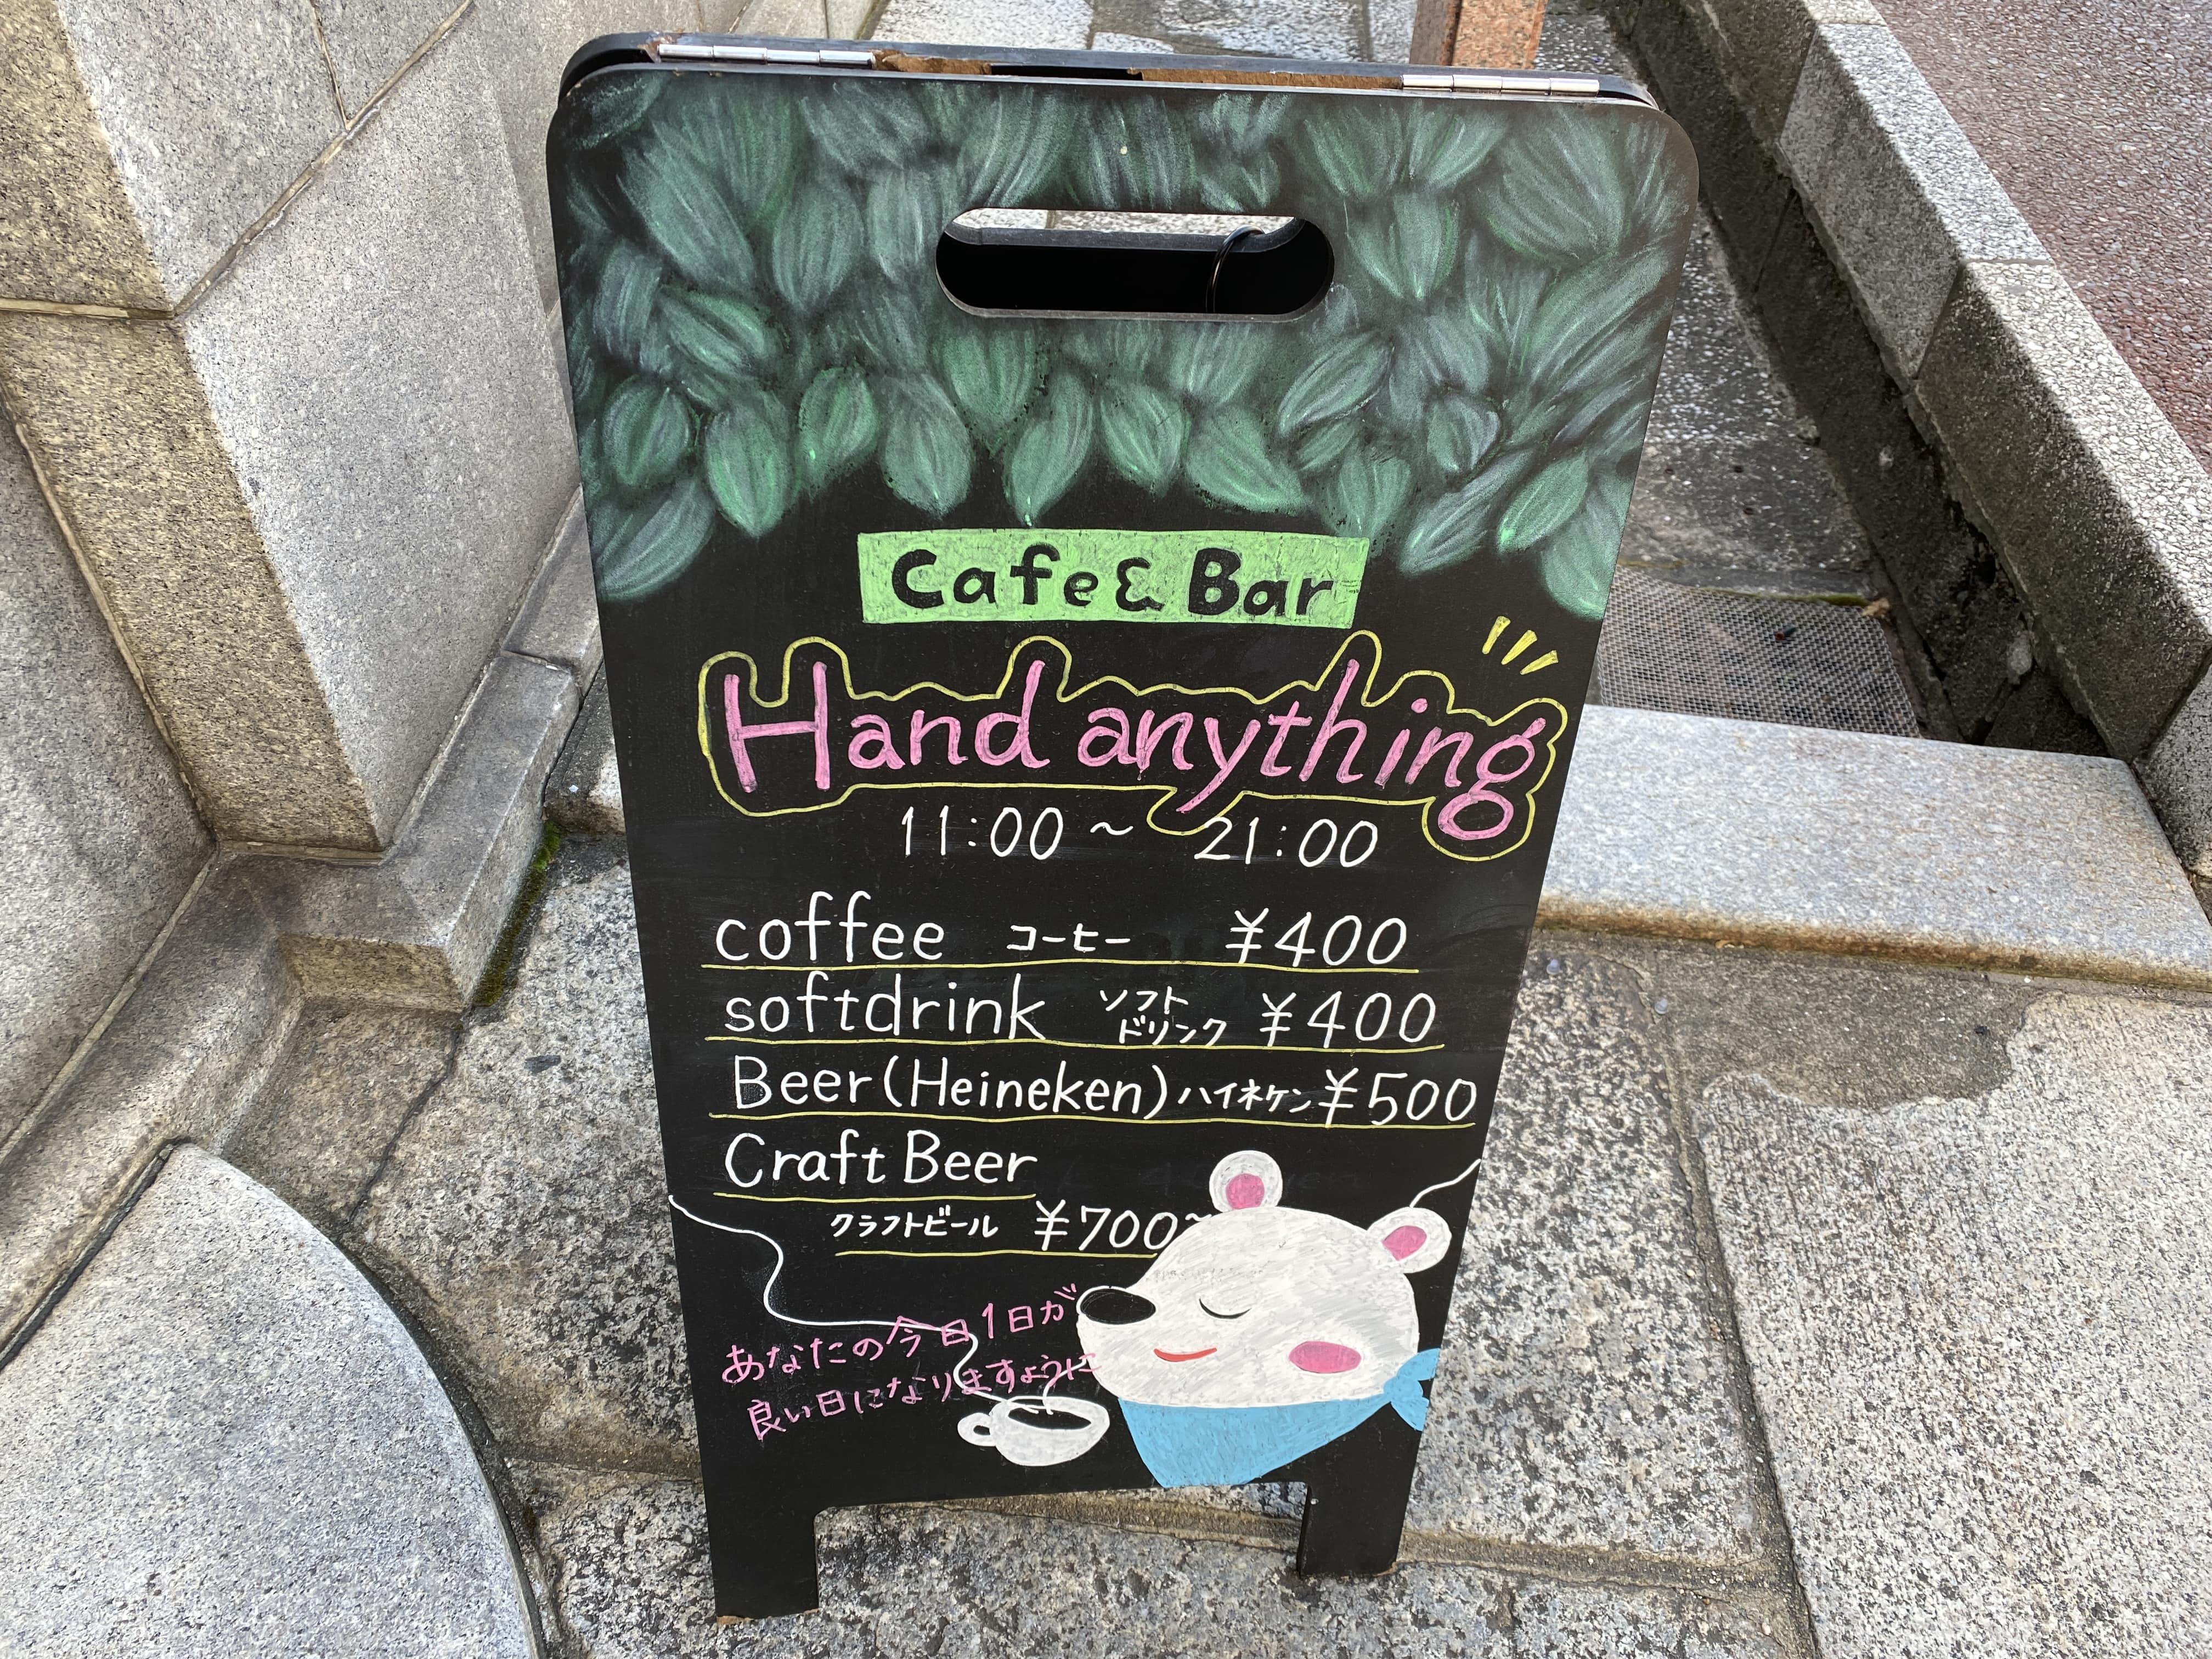 Cafe & Bar
Hand anything
11:00 ~ 21:00
coffee コーヒー ¥400
softdrink ソフト
ドリンク ¥400
Beer (Heineken) ハイネケン ¥500
Craft Beer
クラフトビール ¥700~
あなたの今日1日が
良い日になりますように